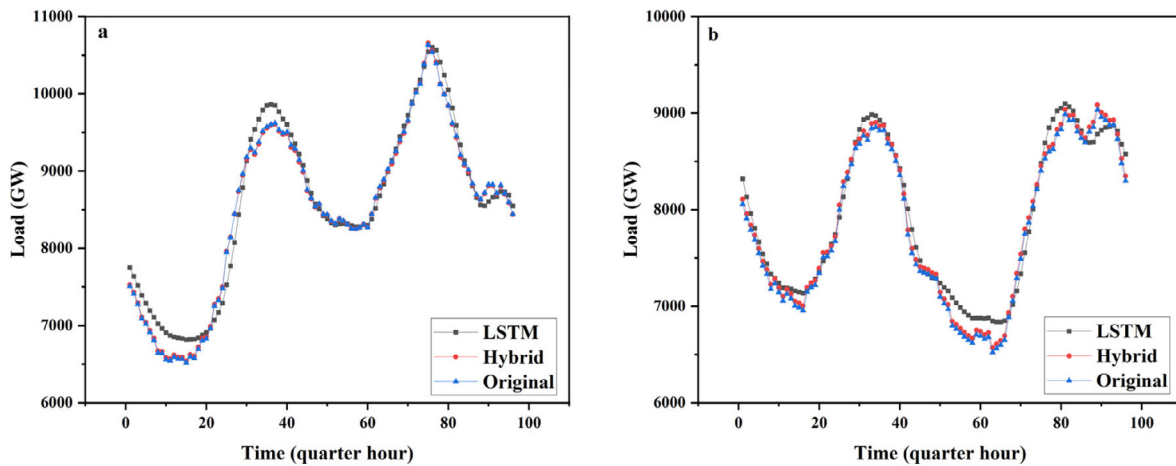 a
11000
10000
9000
8000
7000
6000
Load (GW)
0 20 40 60 80 100
Time (quarter hour)
LSTM
Hybrid
Original
b
10000
9000
8000
7000
6000
Load (GW)
0 20 40 60 80 100
Time (quarter hour)
LSTM
Hybrid
Original